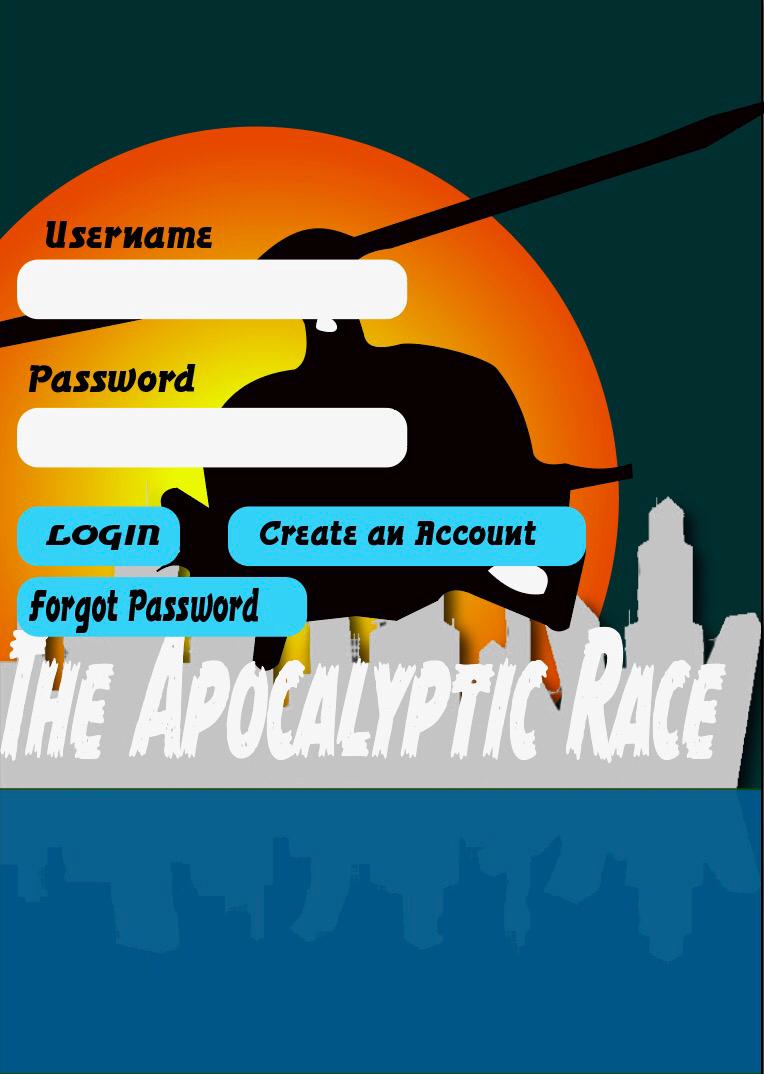 Username
Password
LOGIN
Create an Account
Forgot Password
The Apocalyptic Race